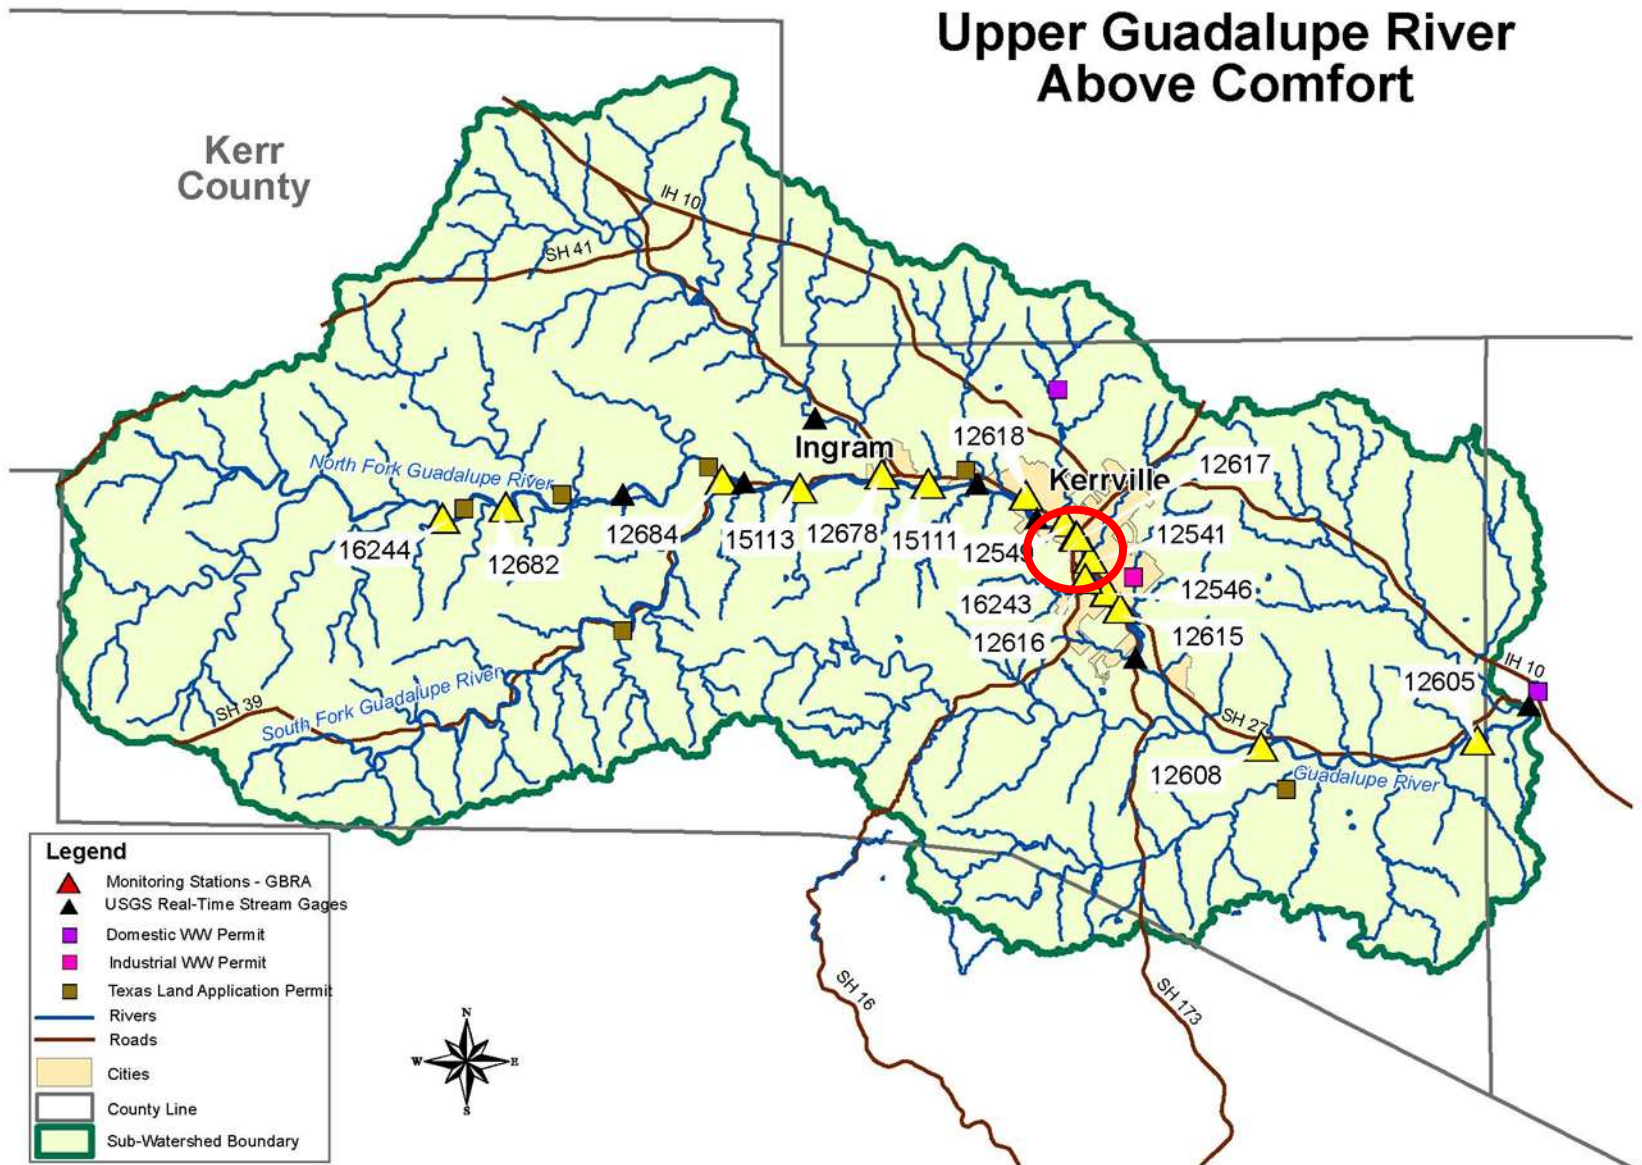 Upper Guadalupe River
Above Comfort
Kerr
County
IH 10
SH 41
Ingram
12618
Kerrville
12617
North Fork Guadalupe River
16244
12682
12684
15113
12678
15111
12549
12541
16243
12546
12616
12615
South Fork Guadalupe River
SH 39
12605
IH 10
SH 27
12608
Guadalupe River
Legend
Monitoring Stations - GBRA
USGS Real-Time Stream Gages
Domestic WW Permit
Industrial WW Permit
Texas Land Application Permit
Rivers
Roads
Cities
County Line
Sub-Watershed Boundary
N
W
E
S
SH 16
SH 173